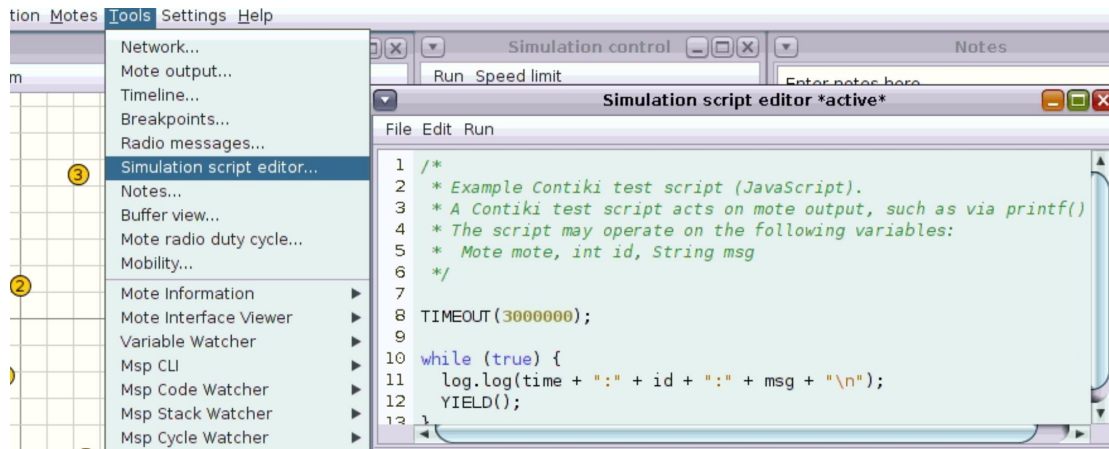 tion Motes Tools Settings Help
Network...
Mote output...
Timeline...
Breakpoints...
Radio messages...
Simulation script editor...
Notes...
Buffer view...
Mote radio duty cycle...
Mobility...
Mote Information
Mote Interface Viewer
Variable Watcher
Msp CLI
Msp Code Watcher
Msp Stack Watcher
Msp Cycle Watcher
m
3
2
Simulation control
Run Speed limit
Notes
Enter notes here
Simulation script editor *active*
File Edit Run
1 /*
2 * Example Contiki test script (JavaScript).
3 * A Contiki test script acts on mote output, such as via printf()
4 * The script may operate on the following variables:
5 * Mote mote, int id, String msg
6 */
7
8 TIMEOUT(3000000);
9
10 while (true) {
11 log.log(time + ":" + id + ":" + msg + "\n");
12 YIELD();
13 }